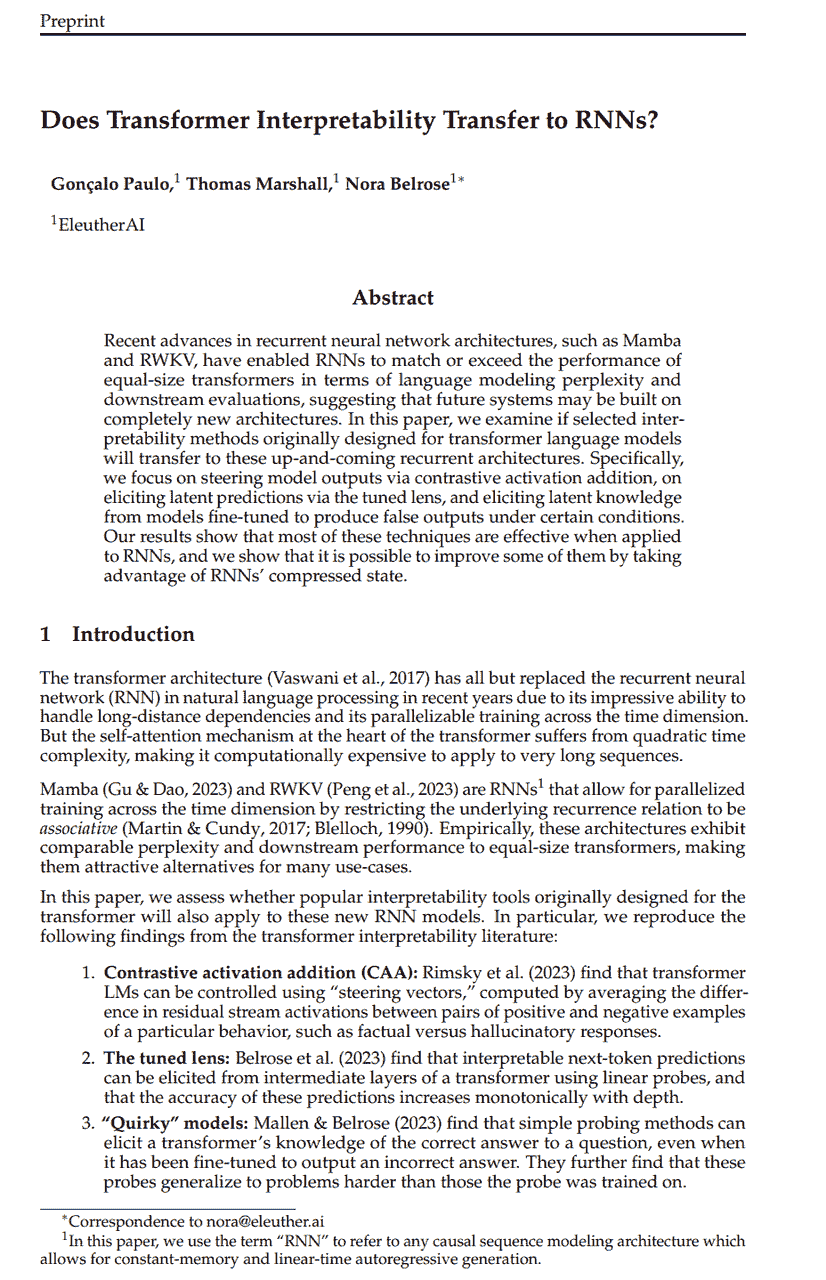 Preprint
Does Transformer Interpretability Transfer to RNNs?
Gonçalo Paulo,1 Thomas Marshall,1 Nora Belrose1*
1EleutherAI
Abstract
Recent advances in recurrent neural network architectures, such as Mamba
and RWKV, have enabled RNNs to match or exceed the performance of
equal-size transformers in terms of language modeling perplexity and
downstream evaluations, suggesting that future systems may be built on
completely new architectures. In this paper, we examine if selected inter-
pretability methods originally designed for transformer language models
will transfer to these up-and-coming recurrent architectures. Specifically,
we focus on steering model outputs via contrastive activation addition, on
eliciting latent predictions via the tuned lens, and eliciting latent knowledge
from models fine-tuned to produce false outputs under certain conditions.
Our results show that most of these techniques are effective when applied
to RNNs, and we show that it is possible to improve some of them by taking
advantage of RNNs' compressed state.
1 Introduction
The transformer architecture (Vaswani et al., 2017) has all but replaced the recurrent neural
network (RNN) in natural language processing in recent years due to its impressive ability to
handle long-distance dependencies and its parallelizable training across the time dimension.
But the self-attention mechanism at the heart of the transformer suffers from quadratic time
complexity, making it computationally expensive to apply to very long sequences.
Mamba (Gu & Dao, 2023) and RWKV (Peng et al., 2023) are RNNs1 that allow for parallelized
training across the time dimension by restricting the underlying recurrence relation to be
associative (Martin & Cundy, 2017; Blelloch, 1990). Empirically, these architectures exhibit
comparable perplexity and downstream performance to equal-size transformers, making
them attractive alternatives for many use-cases.
In this paper, we assess whether popular interpretability tools originally designed for the
transformer will also apply to these new RNN models. In particular, we reproduce the
following findings from the transformer interpretability literature:
1. Contrastive activation addition (CAA): Rimsky et al. (2023) find that transformer
LMs can be controlled using “steering vectors,” computed by averaging the differ-
ence in residual stream activations between pairs of positive and negative examples
of a particular behavior, such as factual versus hallucinatory responses.
2. The tuned lens: Belrose et al. (2023) find that interpretable next-token predictions
can be elicited from intermediate layers of a transformer using linear probes, and
that the accuracy of these predictions increases monotonically with depth.
3. “Quirky” models: Mallen & Belrose (2023) find that simple probing methods can
elicit a transformer's knowledge of the correct answer to a question, even when
it has been fine-tuned to output an incorrect answer. They further find that these
probes generalize to problems harder than those the probe was trained on.
*Correspondence to nora@eleuther.ai
1In this paper, we use the term “RNN” to refer to any causal sequence modeling architecture which
allows for constant-memory and linear-time autoregressive generation.